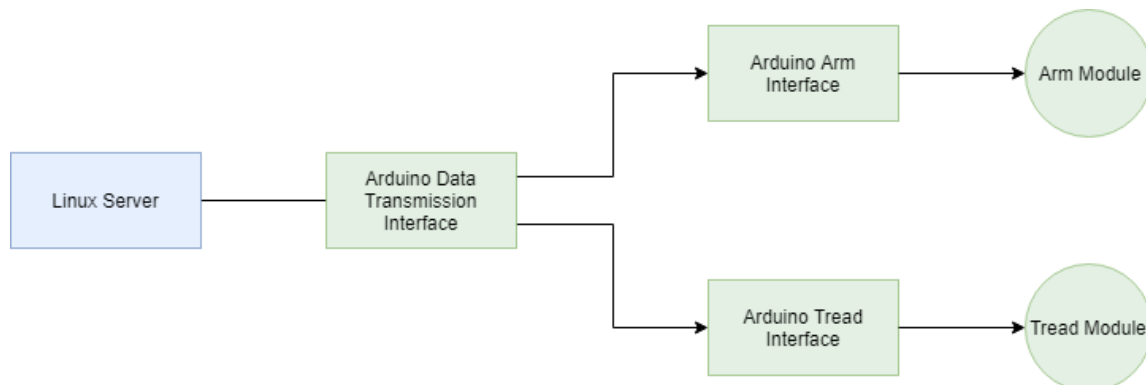 Linux Server
Arduino Data
Transmission
Interface
Arduino Arm
Interface
Arm Module
Arduino Tread
Interface
Tread Module